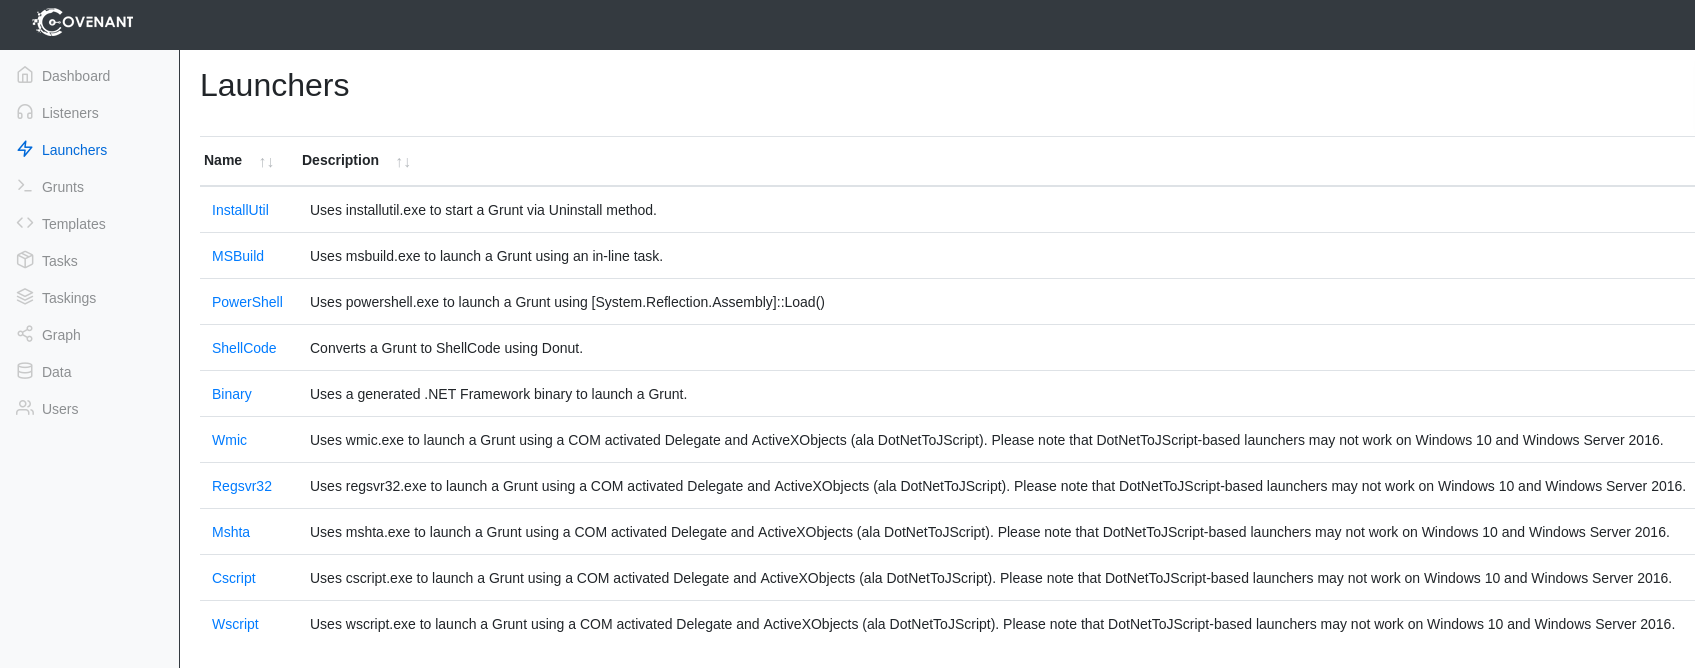 COVENANT
Dashboard
Listeners
Launchers
Grunts
Templates
Tasks
Taskings
Graph
Data
Users
Launchers
Name ↑↓ Description ↑↓
InstallUtil Uses installutil.exe to start a Grunt via Uninstall method.
MSBuild Uses msbuild.exe to launch a Grunt using an in-line task.
PowerShell Uses powershell.exe to launch a Grunt using [System.Reflection.Assembly]::Load()
ShellCode Converts a Grunt to ShellCode using Donut.
Binary Uses a generated .NET Framework binary to launch a Grunt.
Wmic Uses wmic.exe to launch a Grunt using a COM activated Delegate and ActiveXObjects (ala DotNetToJScript). Please note that DotNetToJScript-based launchers may not work on Windows 10 and Windows Server 2016.
Regsvr32 Uses regsvr32.exe to launch a Grunt using a COM activated Delegate and ActiveXObjects (ala DotNetToJScript). Please note that DotNetToJScript-based launchers may not work on Windows 10 and Windows Server 2016.
Mshta Uses mshta.exe to launch a Grunt using a COM activated Delegate and ActiveXObjects (ala DotNetToJScript). Please note that DotNetToJScript-based launchers may not work on Windows 10 and Windows Server 2016.
Cscript Uses cscript.exe to launch a Grunt using a COM activated Delegate and ActiveXObjects (ala DotNetToJScript). Please note that DotNetToJScript-based launchers may not work on Windows 10 and Windows Server 2016.
Wscript Uses wscript.exe to launch a Grunt using a COM activated Delegate and ActiveXObjects (ala DotNetToJScript). Please note that DotNetToJScript-based launchers may not work on Windows 10 and Windows Server 2016.